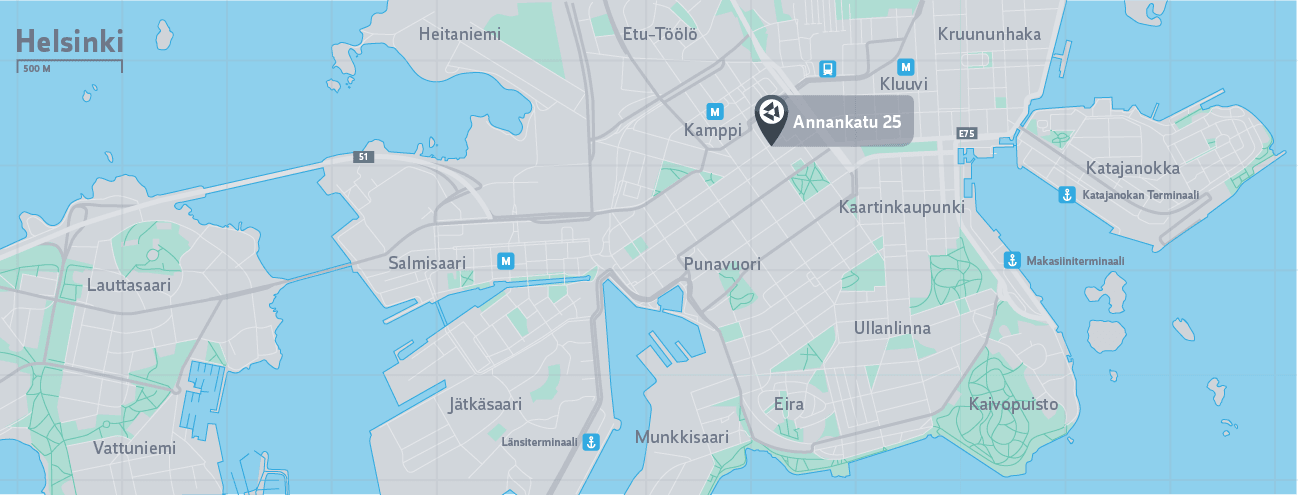 Helsinki
500 M
Heitaniemi
Etu-Töölö
Kruununhaka
M
Kluuvi
M
Kamppi
Annankatu 25
E75
51
Katajanokka
Katajanokan Terminaali
Kaartinkaupunki
Salmisaari
M
Punavuori
Makasiiniterminaali
Lauttasaari
Ullanlinna
Jätkäsaari
Eira
Kaivopuisto
Länsiterminaali
Munkkisaari
Vattuniemi